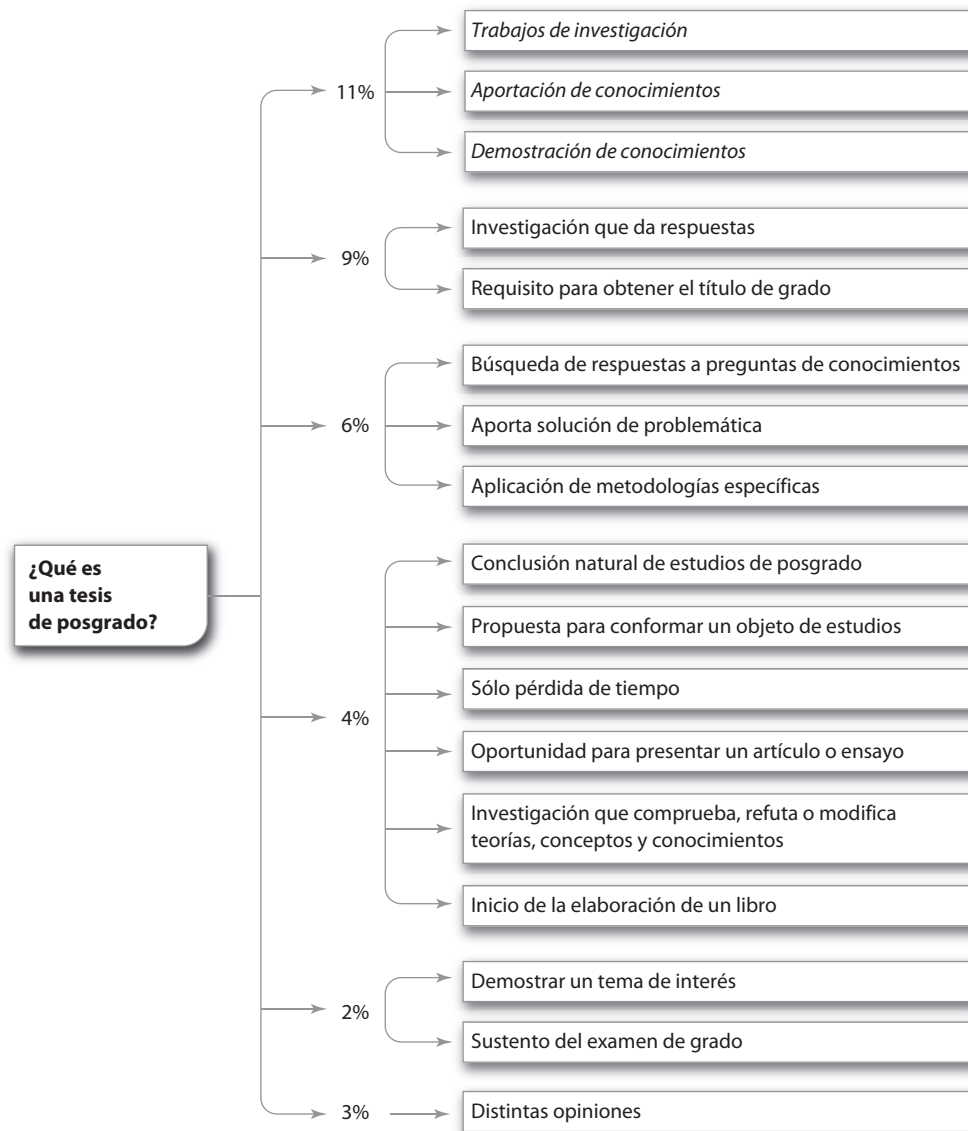 Trabajos de investigación
11%
Aportación de conocimientos
Demostración de conocimientos
Investigación que da respuestas
9%
Requisito para obtener el título de grado
Búsqueda de respuestas a preguntas de conocimientos
6%
Aporta solución de problemática
Aplicación de metodologías específicas
¿Qué es
una tesis
de posgrado?
Conclusión natural de estudios de posgrado
Propuesta para conformar un objeto de estudios
Sólo pérdida de tiempo
4%
Oportunidad para presentar un artículo o ensayo
Investigación que comprueba, refuta o modifica
teorías, conceptos y conocimientos
Inicio de la elaboración de un libro
Demostrar un tema de interés
2%
Sustento del examen de grado
3%
Distintas opiniones